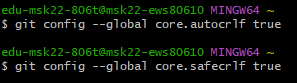 edu-msk22-806t@msk22-ews80610 MINGW64 ~
$ git config --global core.autocrlf true
edu-msk22-806t@msk22-ews80610 MINGW64 ~
$ git config --global core.safecrlf true